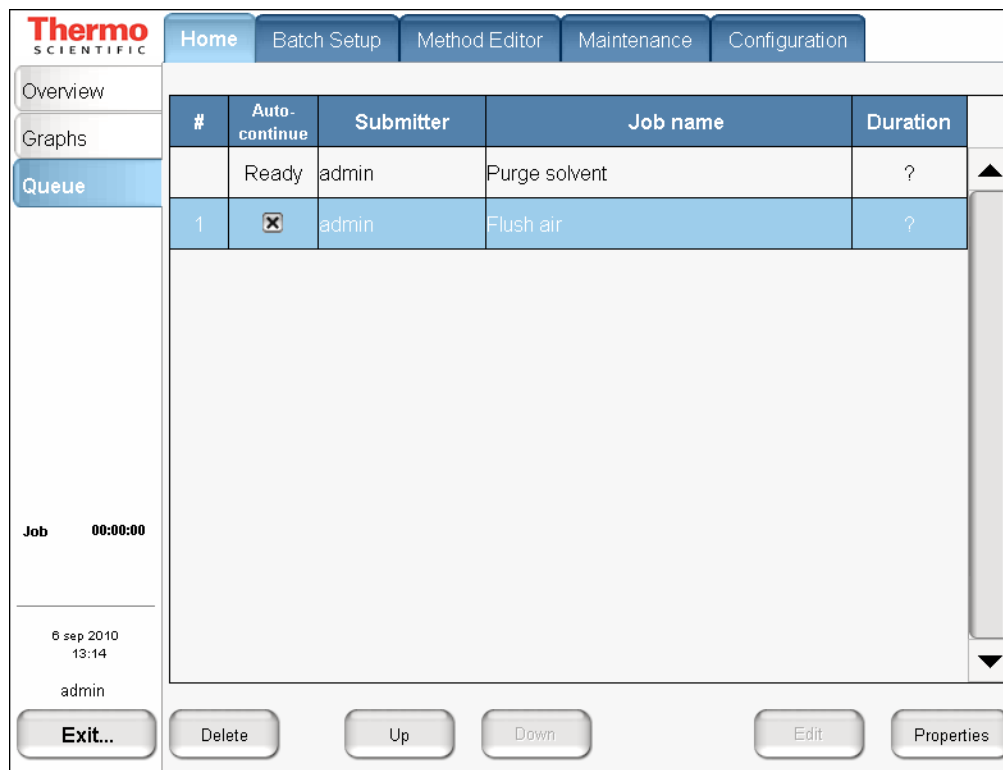 Thermo
SCIENTIFIC
Home Batch Setup Method Editor Maintenance Configuration
Overview
Graphs
Queue
# Auto-continue Submitter Job name Duration
Ready admin Purge solvent ?
1 admin Flush air ?
Job 00:00:00
6 sep 2010
13:14
admin
Exit... Delete Up Down Edit Properties